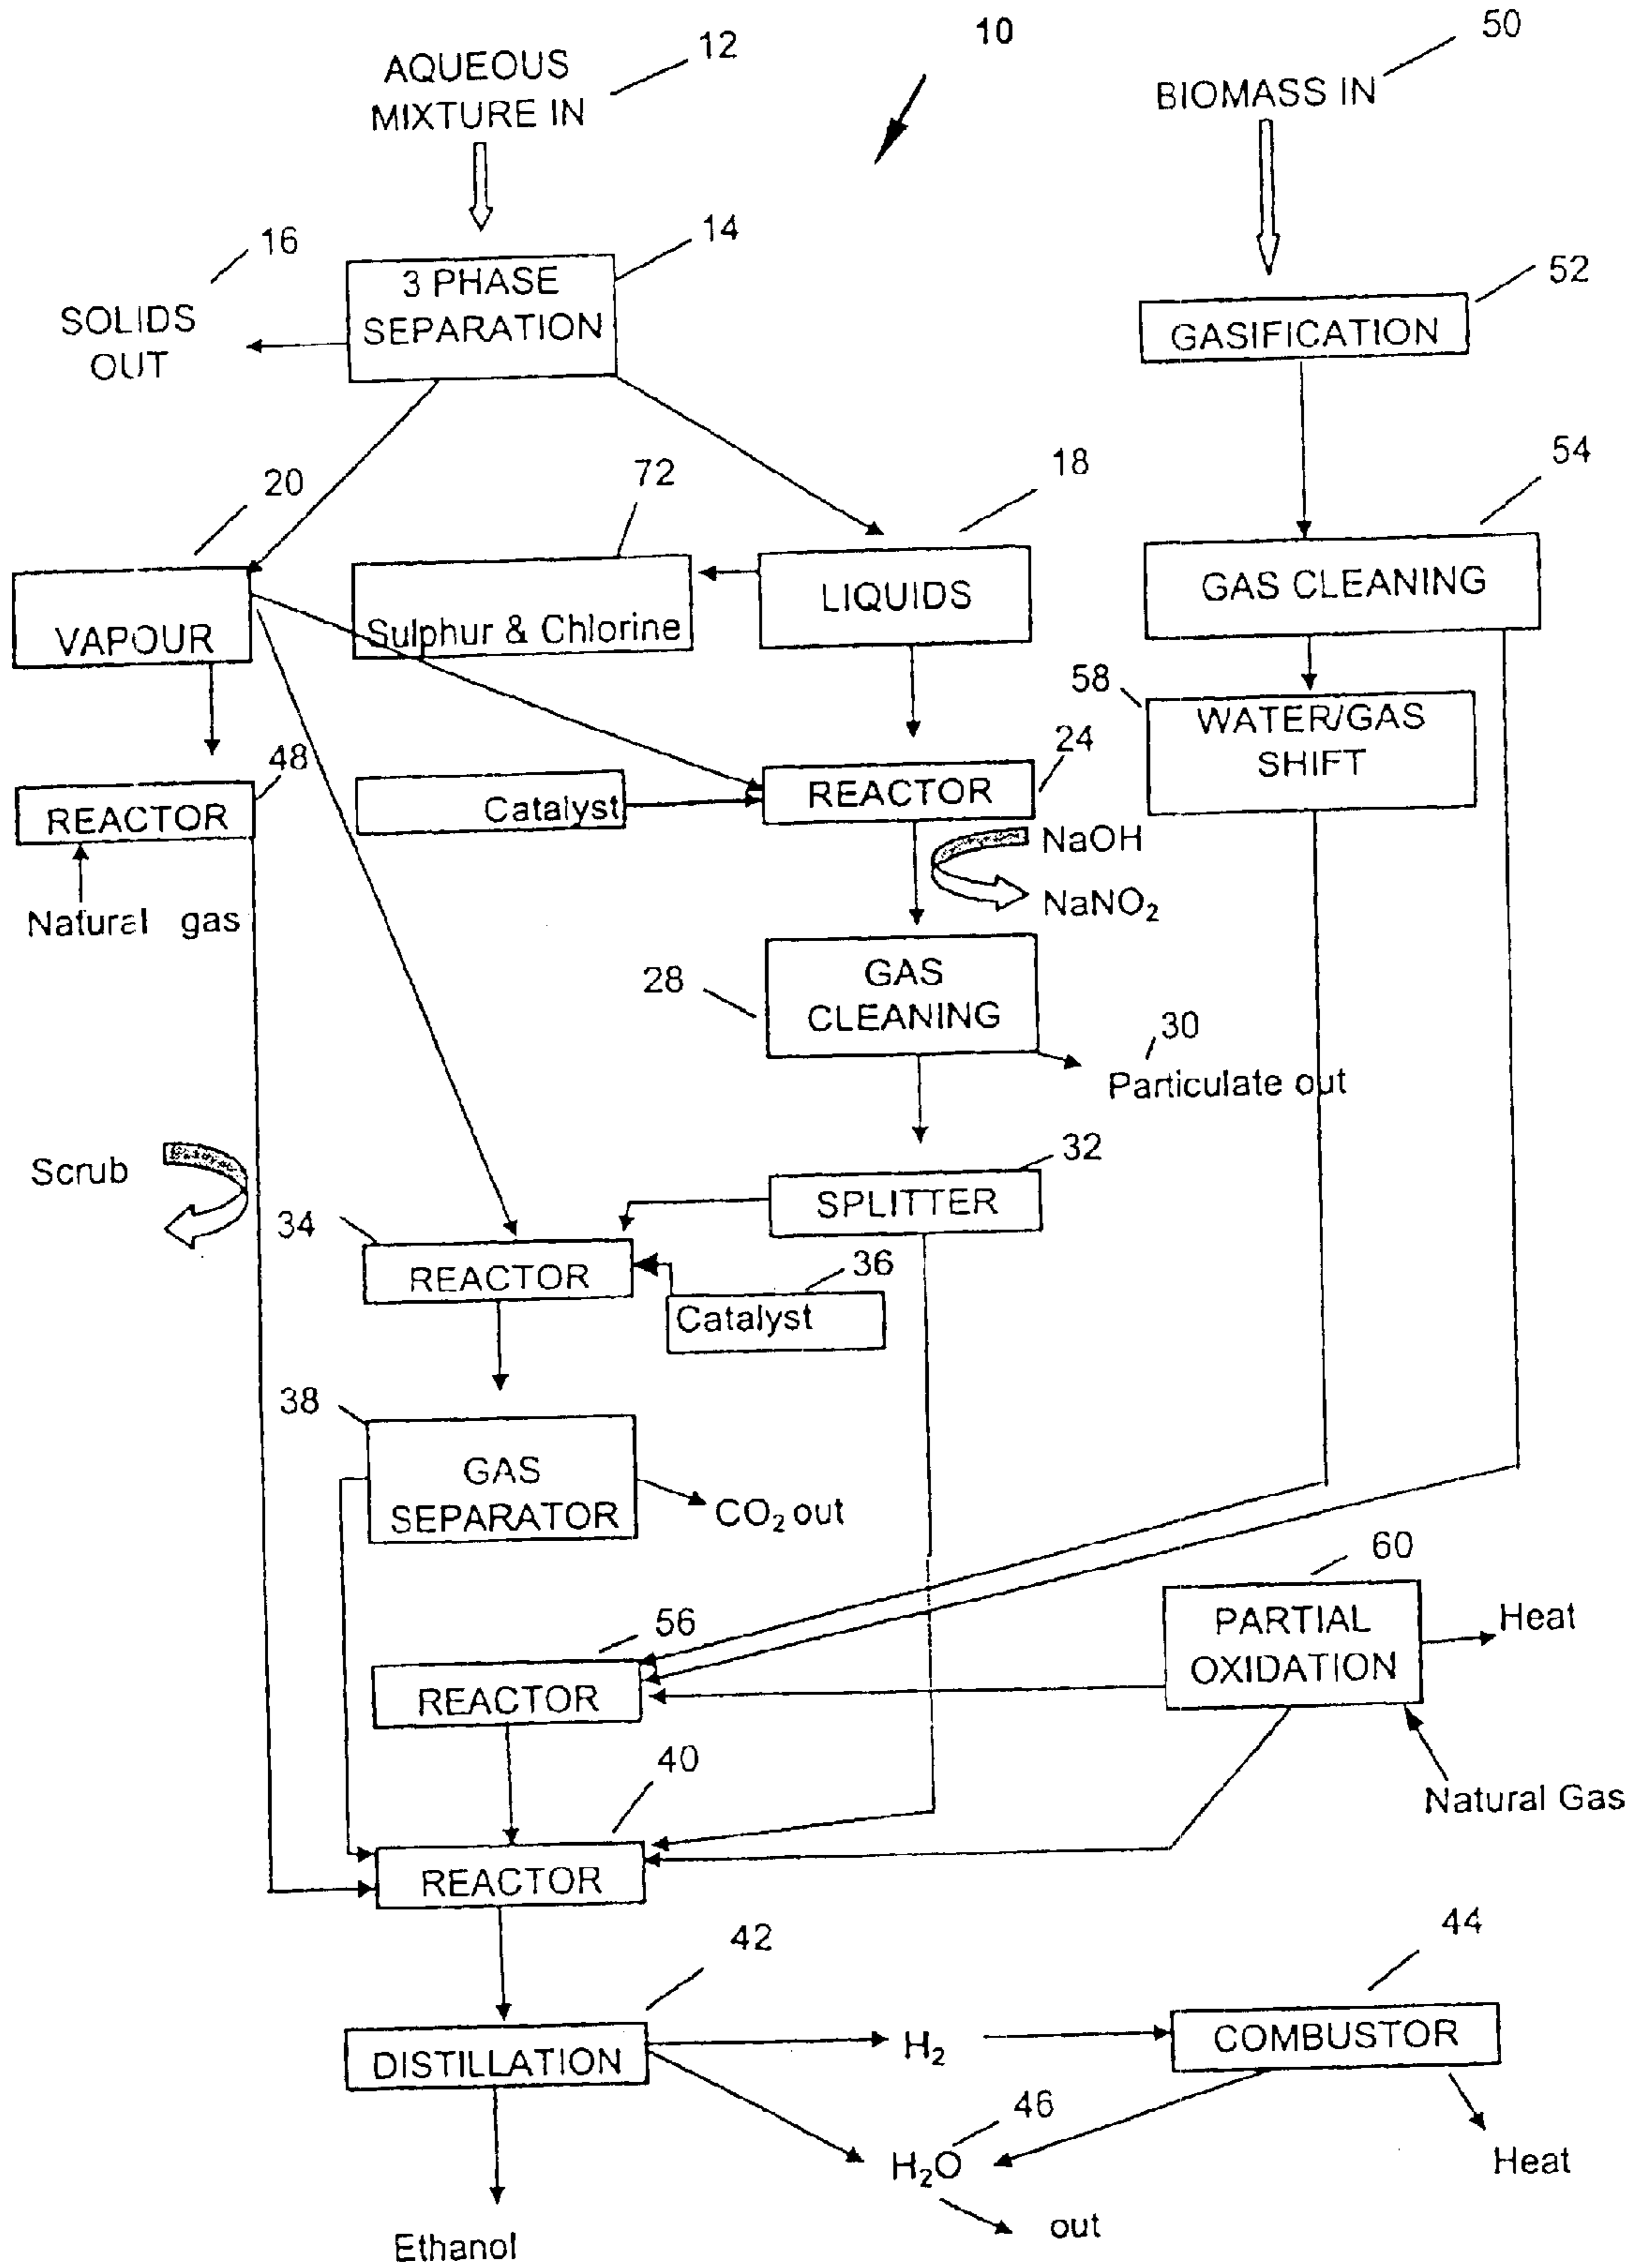 10
50
12
AQUEOUS
MIXTURE IN
BIOMASS IN
16
14
SOLIDS
OUT
3 PHASE
SEPARATION
52
GASIFICATION
20
72
18
54
VAPOUR
Sulphur & Chlorine
LIQUIDS
GAS CLEANING
58
WATER/GAS
SHIFT
48
REACTOR
Catalyst
REACTOR
24
NaOH
NaNO₂
Natural gas
28
GAS
CLEANING
30
Particulate out
Scrub
32
SPLITTER
34
REACTOR
36
Catalyst
38
GAS
SEPARATOR
CO₂ out
60
PARTIAL
OXIDATION
Heat
56
REACTOR
Natural Gas
40
REACTOR
42
44
DISTILLATION
H₂
COMBUSTOR
46
H₂O
Heat
out
Ethanol